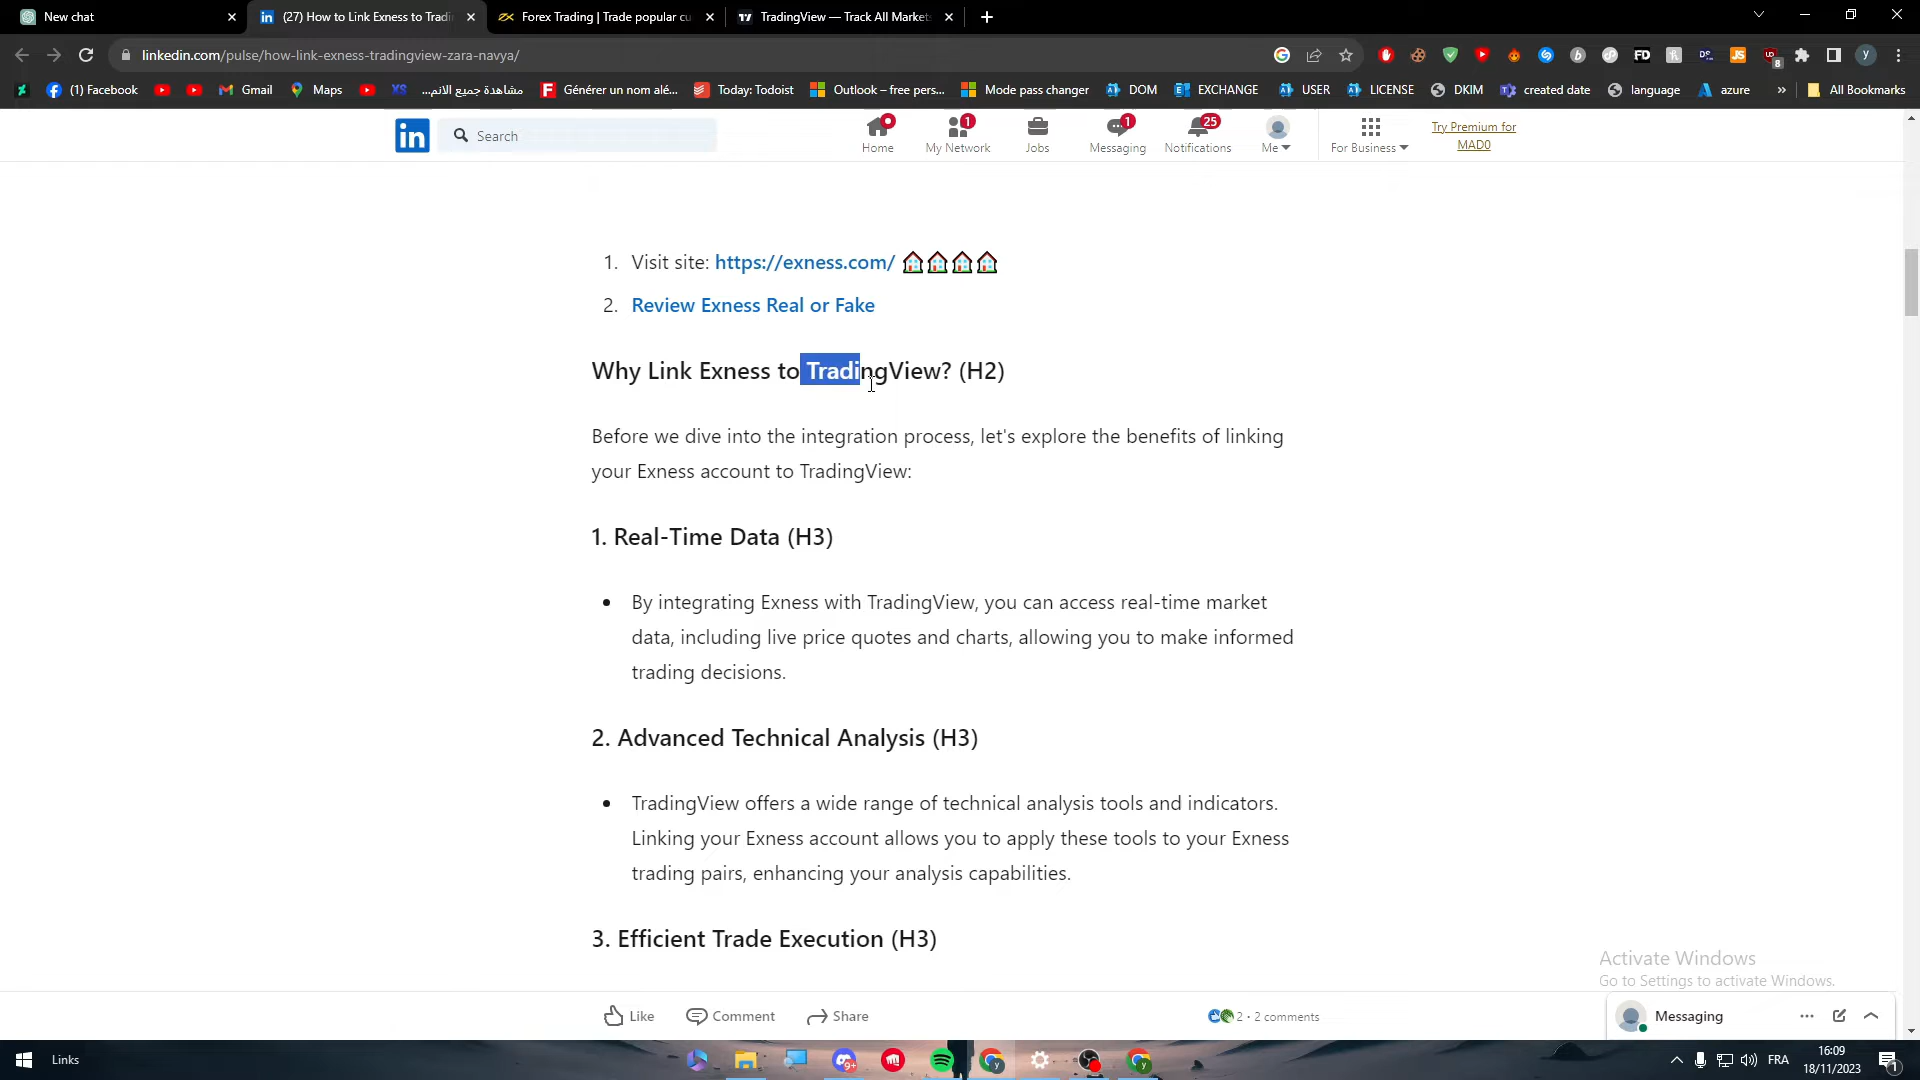 New chat
(27) How to Link Exness to Tradi
Forex Trading | Trade popular cu
TradingView — Track All Markets
linkedin.com/pulse/how-link-exness-tradingview-zara-navya/
(1) Facebook
Gmail
Maps
مشاهدة جميع الانم...
Générer un nom alé...
Today: Todoist
Outlook – free pers...
Mode pass changer
DOM
EXCHANGE
USER
LICENSE
DKIM
created date
language
azure
»
All Bookmarks
in
Search
Home
1
My Network
Jobs
1
Messaging
25
Notifications
Me
For Business
Try Premium for
MAD0
1. Visit site: https://exness.com/
2. Review Exness Real or Fake
Why Link Exness to TradingView? (H2)
Before we dive into the integration process, let's explore the benefits of linking
your Exness account to TradingView:
1. Real-Time Data (H3)
• By integrating Exness with TradingView, you can access real-time market
data, including live price quotes and charts, allowing you to make informed
trading decisions.
2. Advanced Technical Analysis (H3)
• TradingView offers a wide range of technical analysis tools and indicators.
Linking your Exness account allows you to apply these tools to your Exness
trading pairs, enhancing your analysis capabilities.
3. Efficient Trade Execution (H3)
Activate Windows
Go to Settings to activate Windows.
Like
Comment
Share
2 · 2 comments
Messaging
Links
FRA
16:09
18/11/2023